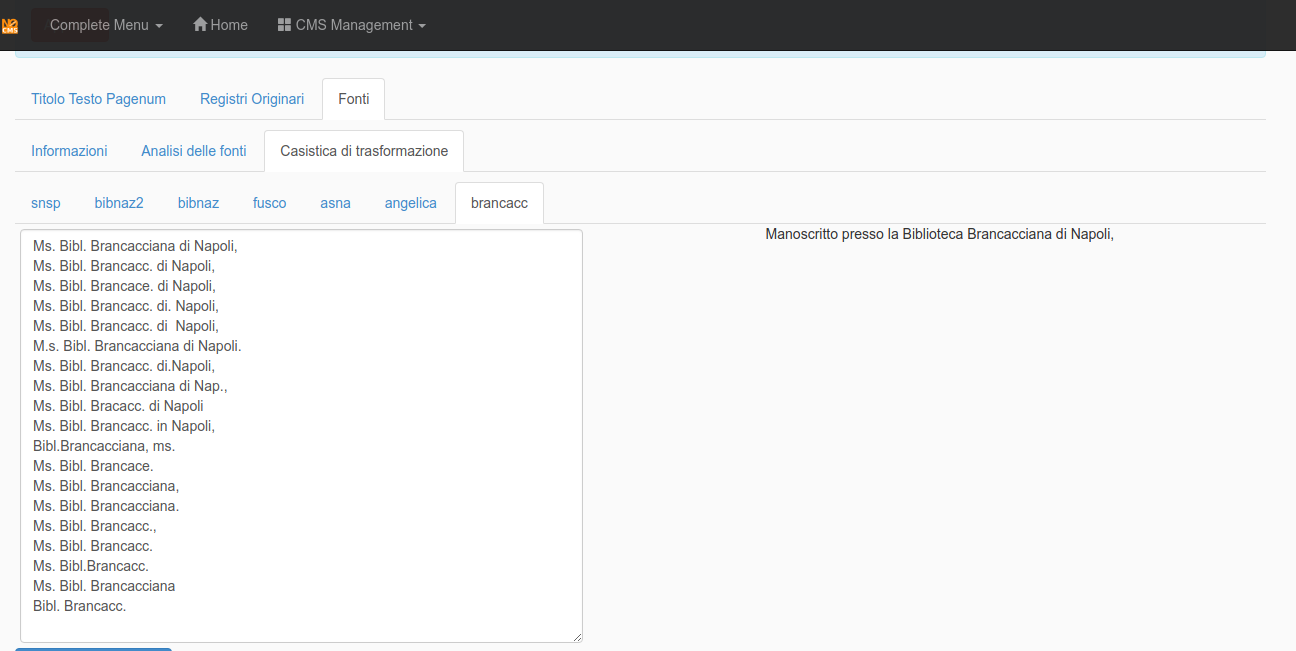 N2
CMS
Complete Menu
Home
CMS Management
Titolo Testo Pagenum
Registri Originari
Fonti
Informazioni
Analisi delle fonti
Casistica di trasformazione
snsp
bibnaz2
bibnaz
fusco
asna
angelica
brancacc
Ms. Bibl. Brancacciana di Napoli,
Ms. Bibl. Brancacc. di Napoli,
Ms. Bibl. Brancace. di Napoli,
Ms. Bibl. Brancacc. di. Napoli,
Ms. Bibl. Brancacc. di  Napoli,
M.s. Bibl. Brancacciana di Napoli.
Ms. Bibl. Brancacc. di.Napoli,
Ms. Bibl. Brancacciana di Nap.,
Ms. Bibl. Bracacc. di Napoli
Ms. Bibl. Brancacc. in Napoli,
Bibl.Brancacciana, ms.
Ms. Bibl. Brancace.
Ms. Bibl. Brancacciana,
Ms. Bibl. Brancacciana.
Ms. Bibl. Brancacc.,
Ms. Bibl. Brancacc.
Ms. Bibl.Brancacc.
Ms. Bibl. Brancacciana
Bibl. Brancacc.
Manoscritto presso la Biblioteca Brancacciana di Napoli,